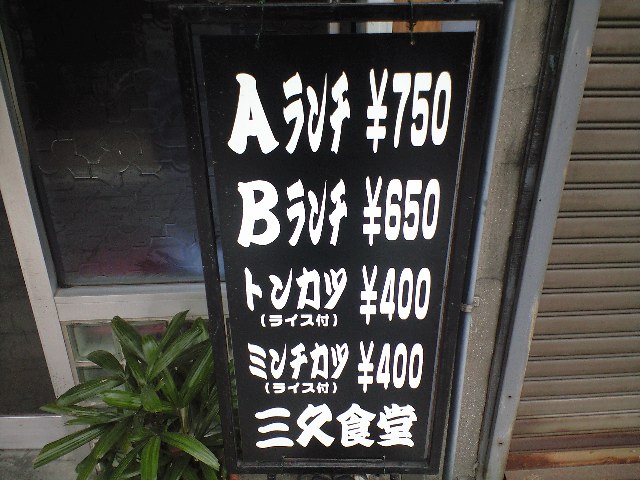 Aランチ ¥750
Bランチ ¥650
トンカツ ¥400
(ライス付)
ミンチカツ ¥400
(ライス付)
三久食堂